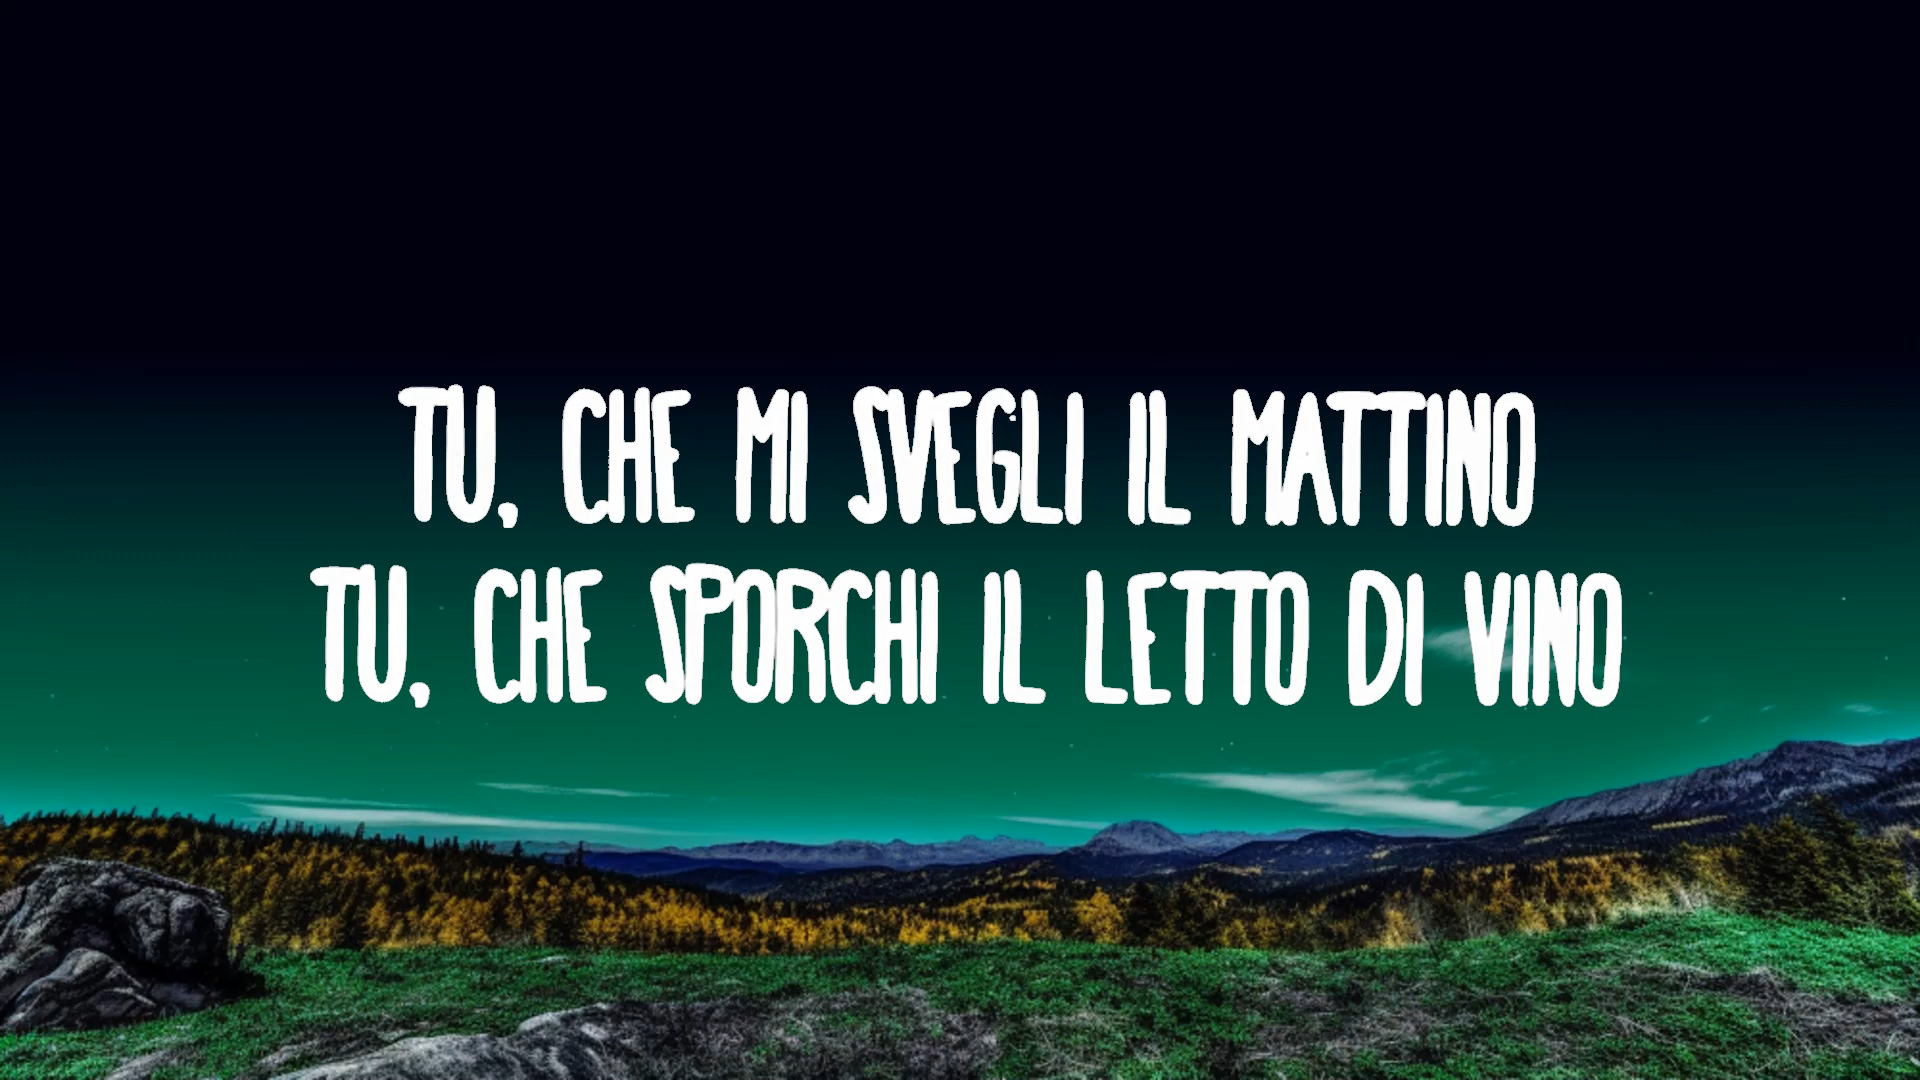 TU, CHE MI SVEGLI IL MATTINO
TU, CHE SPORCHI IL LETTO DI VINO